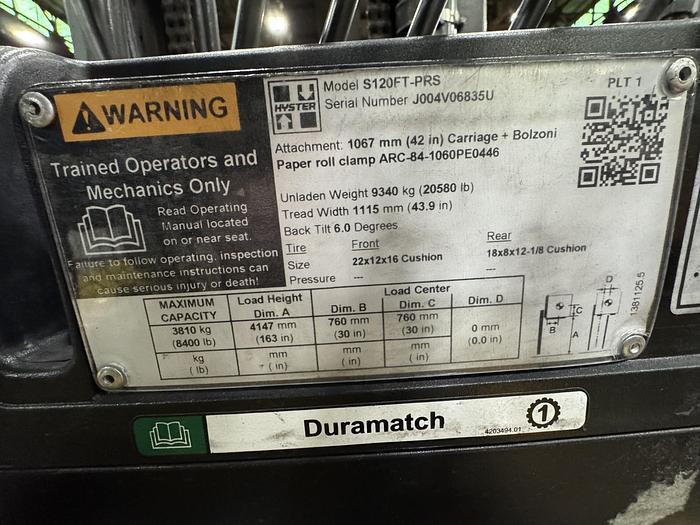 WARNING
Trained Operators and
Mechanics Only
Read Operating
Manual located
on or near seat.
Failure to follow operating, inspection
and maintenance instructions can
cause serious injury or death!
HYSTER
Model S120FT-PRS
Serial Number J004V06835U
PLT 1
Attachment: 1067 mm (42 in) Carriage + Bolzoni
Paper roll clamp ARC-84-1060PE0446
Unladen Weight 9340 kg (20580 lb)
Tread Width 1115 mm (43.9 in)
Back Tilt 6.0 Degrees
Tire Front Rear
Size 22x12x16 Cushion 18x8x12-1/8 Cushion
Pressure --- ---
MAXIMUM
CAPACITY
Load Height
Dim. A
Load Center
Dim. B Dim. C Dim. D
3810 kg 4147 mm 760 mm 760 mm 0 mm
(8400 lb) (163 in) (30 in) (30 in) (0.0 in)
kg mm mm mm mm
( lb) ( in) ( in) ( in) ( in)
D
C
B
A
1381125.5
Duramatch
4203494.01
1